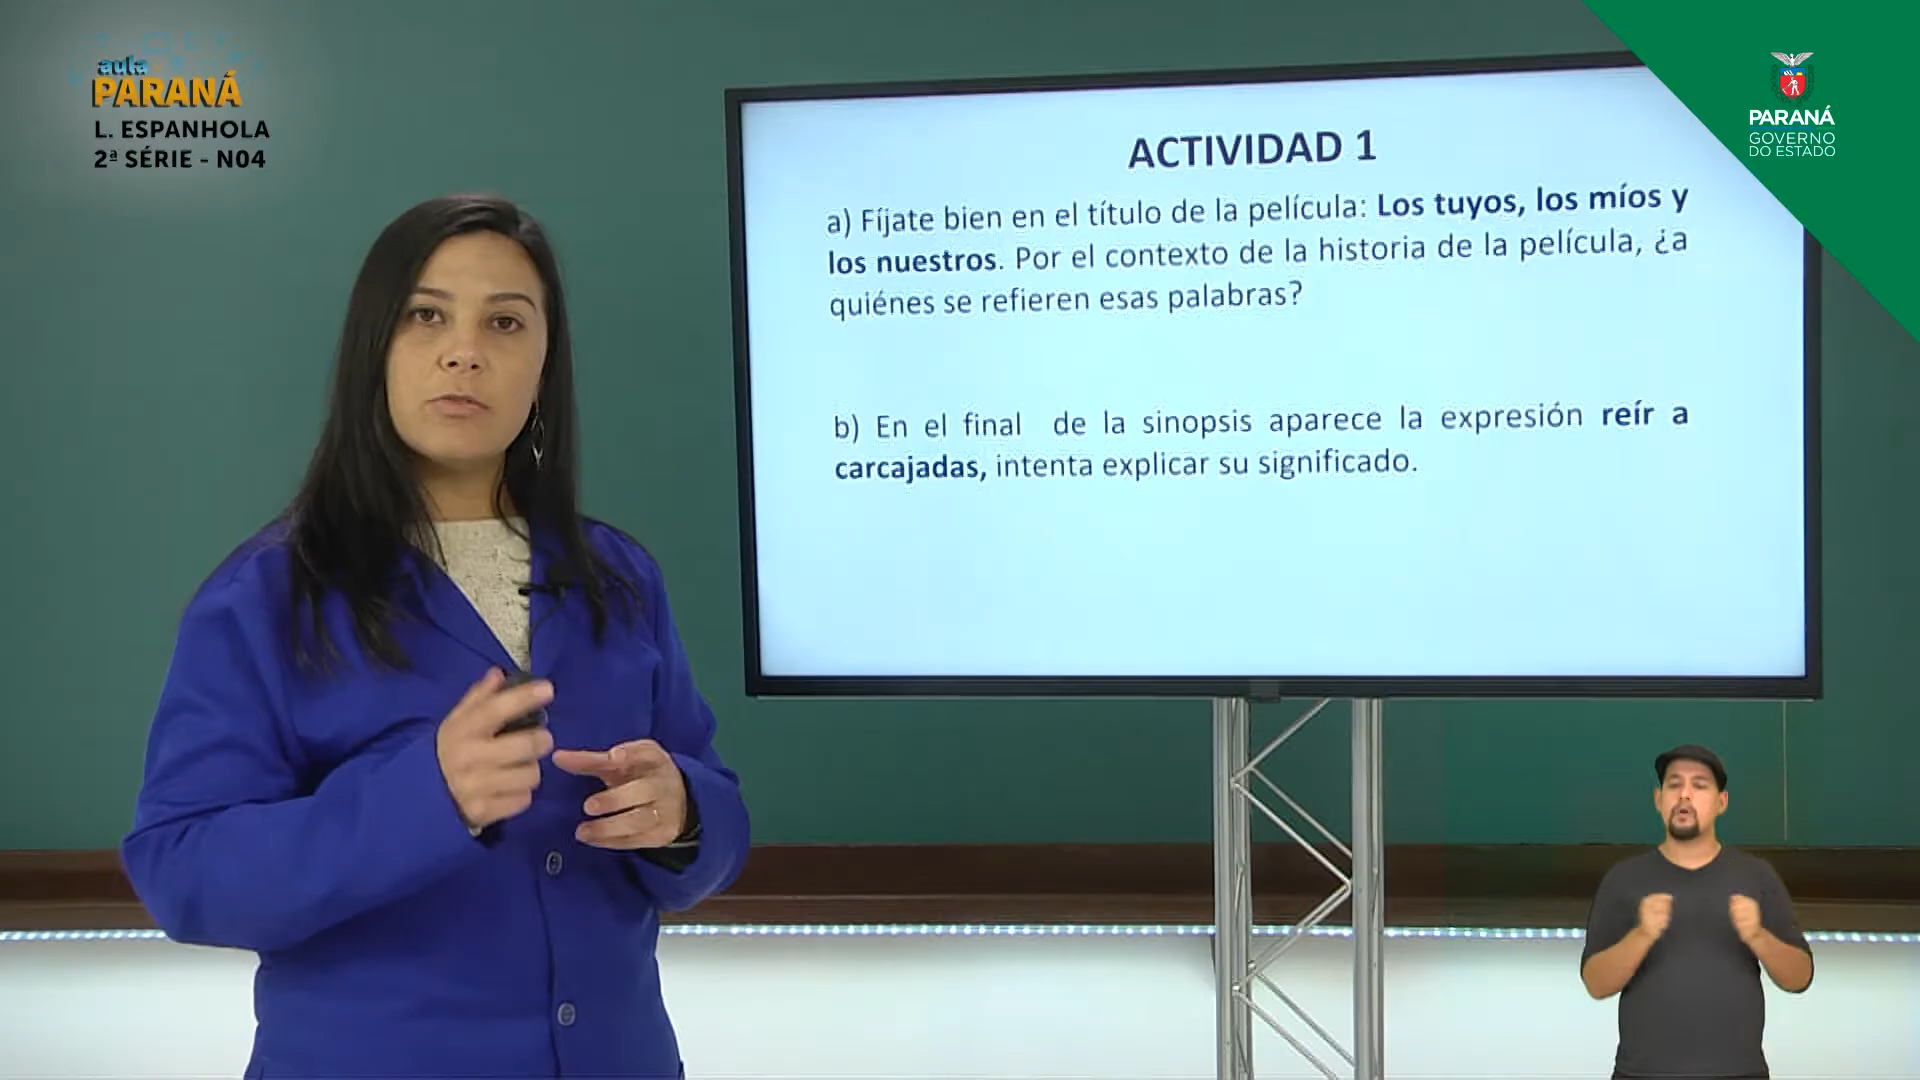 aula
PARANÁ
L. ESPANHOLA
2ª SÉRIE - N04
PARANÁ
GOVERNO
DO ESTADO
ACTIVIDAD 1
a) Fíjate bien en el título de la película: Los tuyos, los míos y
los nuestros. Por el contexto de la historia de la película, ¿a
quiénes se refieren esas palabras?
b) En el final de la sinopsis aparece la expresión reír a
carcajadas, intenta explicar su significado.